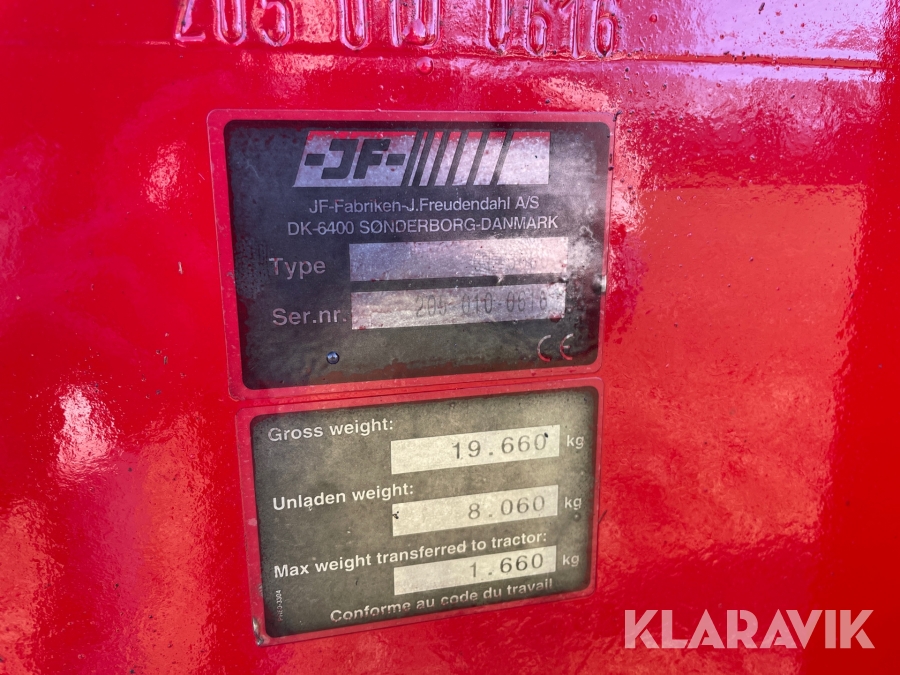 205 010 0616
-JF-
JF-Fabriken-J.Freudendahl A/S
DK-6400 SØNDERBORG-DANMARK
Type
Ser.nr. 205 010 0616
CE
Gross weight:
19.660 kg
Unladen weight:
8.060 kg
Max weight transferred to tractor:
1.660 kg
Conforme au code du travail
KLARAVIK